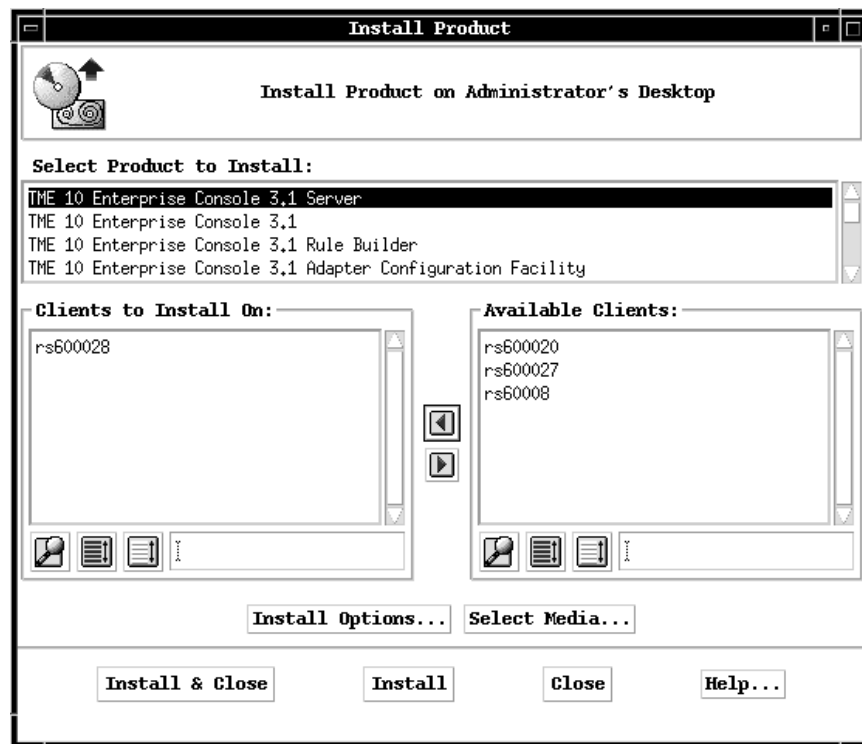 Install Product
Install Product on Administrator's Desktop
Select Product to Install:
TME 10 Enterprise Console 3.1 Server
TME 10 Enterprise Console 3.1
TME 10 Enterprise Console 3.1 Rule Builder
TME 10 Enterprise Console 3.1 Adapter Configuration Facility
Clients to Install On:
rs600028
Available Clients:
rs600020
rs600027
rs60008
Install Options... Select Media...
Install & Close Install Close Help...